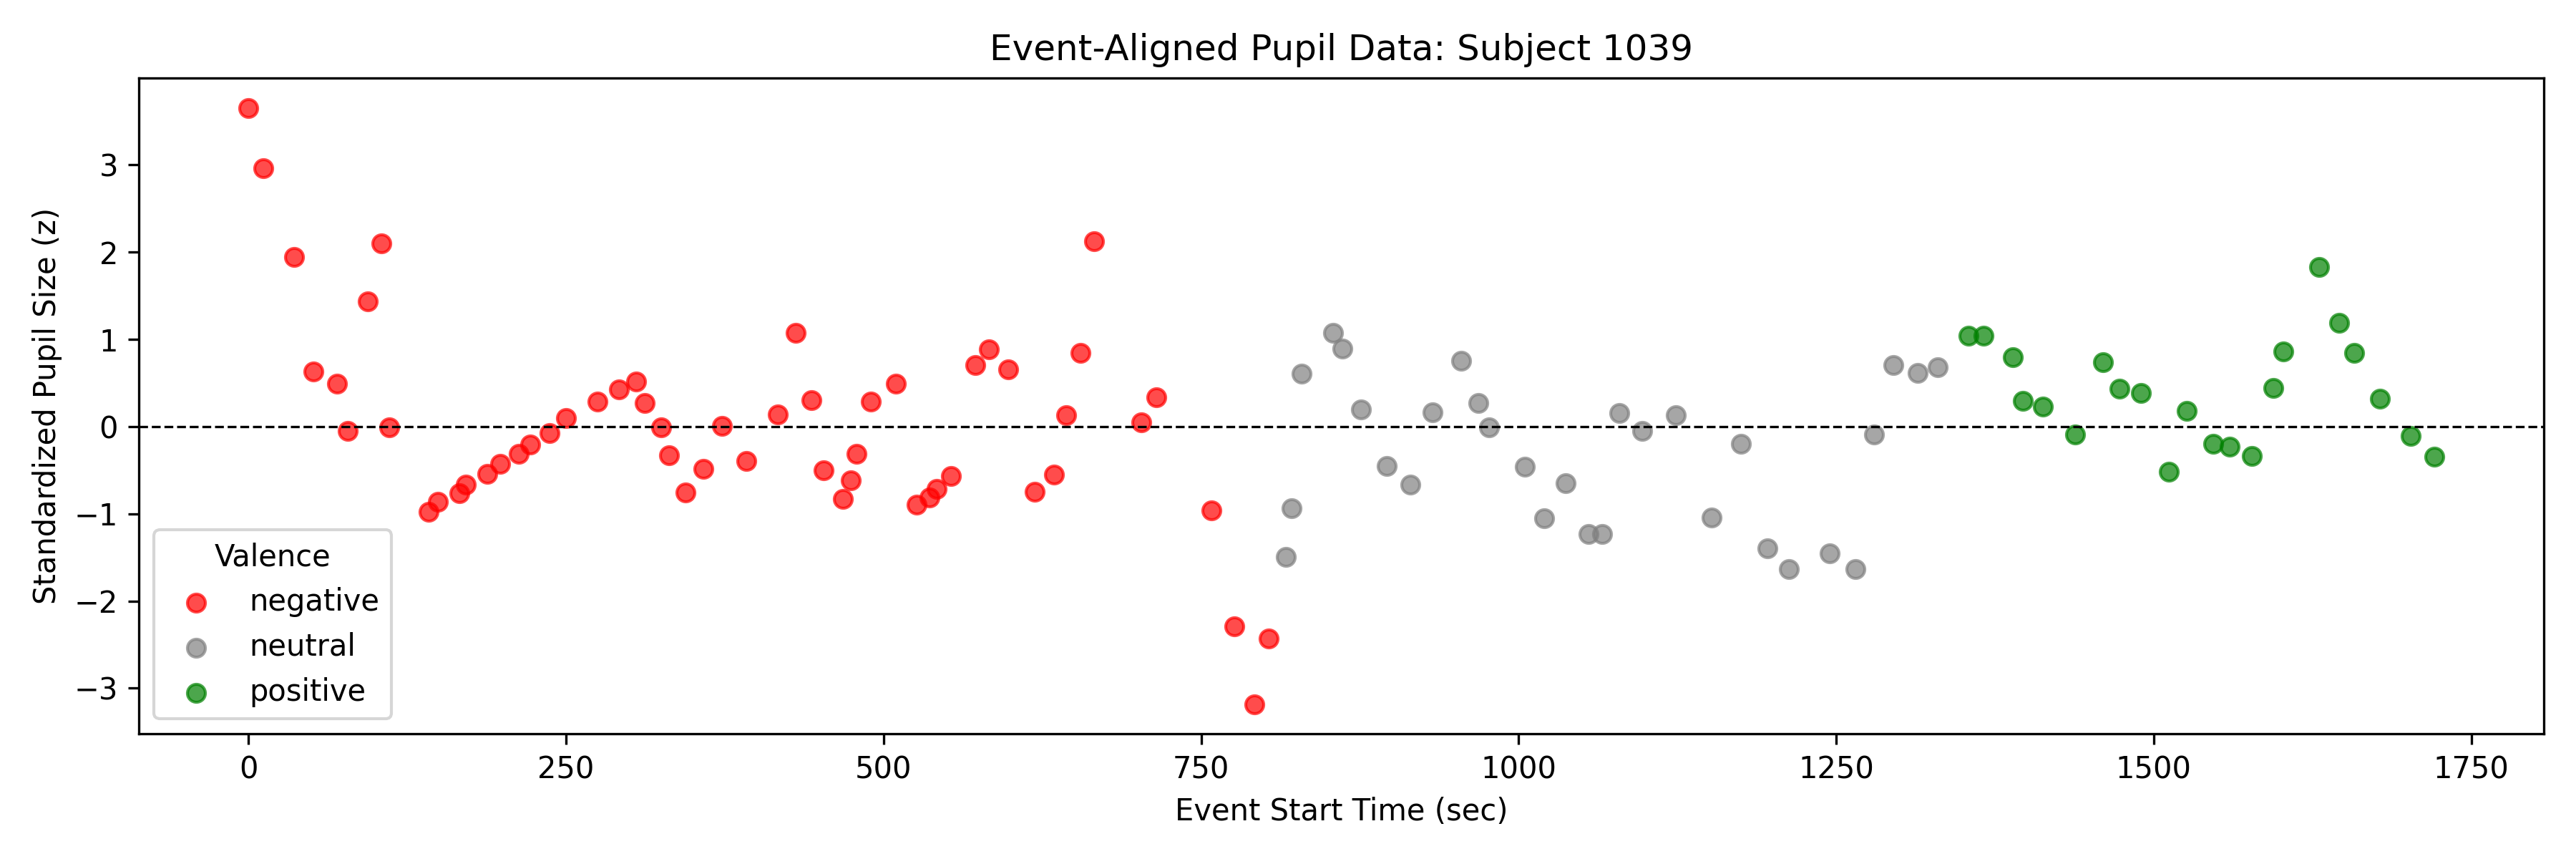 Event-Aligned Pupil Data: Subject 1039
Standardized Pupil Size (z)
3
2
1
0
−1
−2
−3
Valence
negative
neutral
positive
0 250 500 750 1000 1250 1500 1750
Event Start Time (sec)